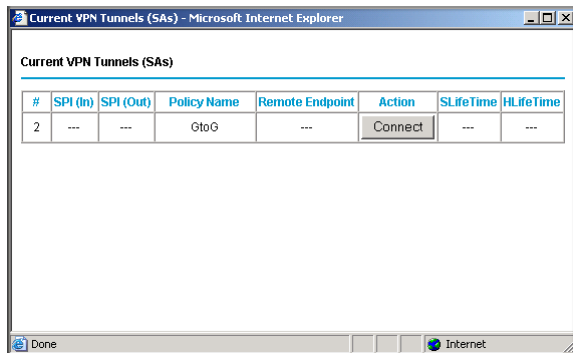 Current VPN Tunnels (SAs) - Microsoft Internet Explorer
Current VPN Tunnels (SAs)
# SPI (In) SPI (Out) Policy Name Remote Endpoint Action SLifeTime HLifeTime
2 --- --- GtoG --- Connect --- ---
Done Internet